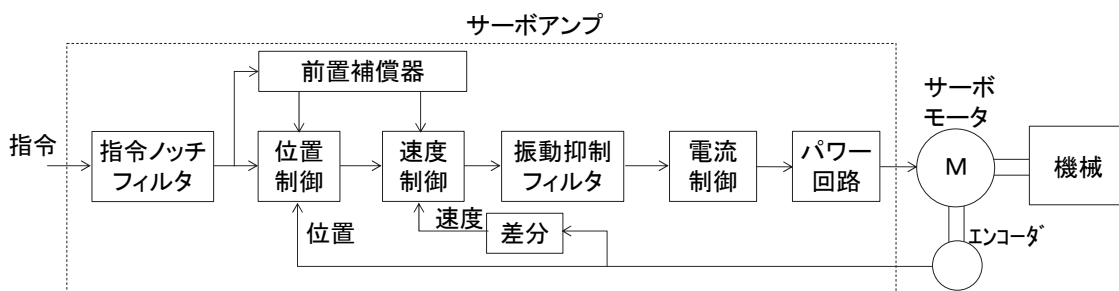 サーボアンプ
前置補償器
サーボ
モータ
指令
指令ノッチ
フィルタ
位置
制御
速度
制御
振動抑制
フィルタ
電流
制御
パワー
回路
M
機械
位置
速度
差分
エンコーダ